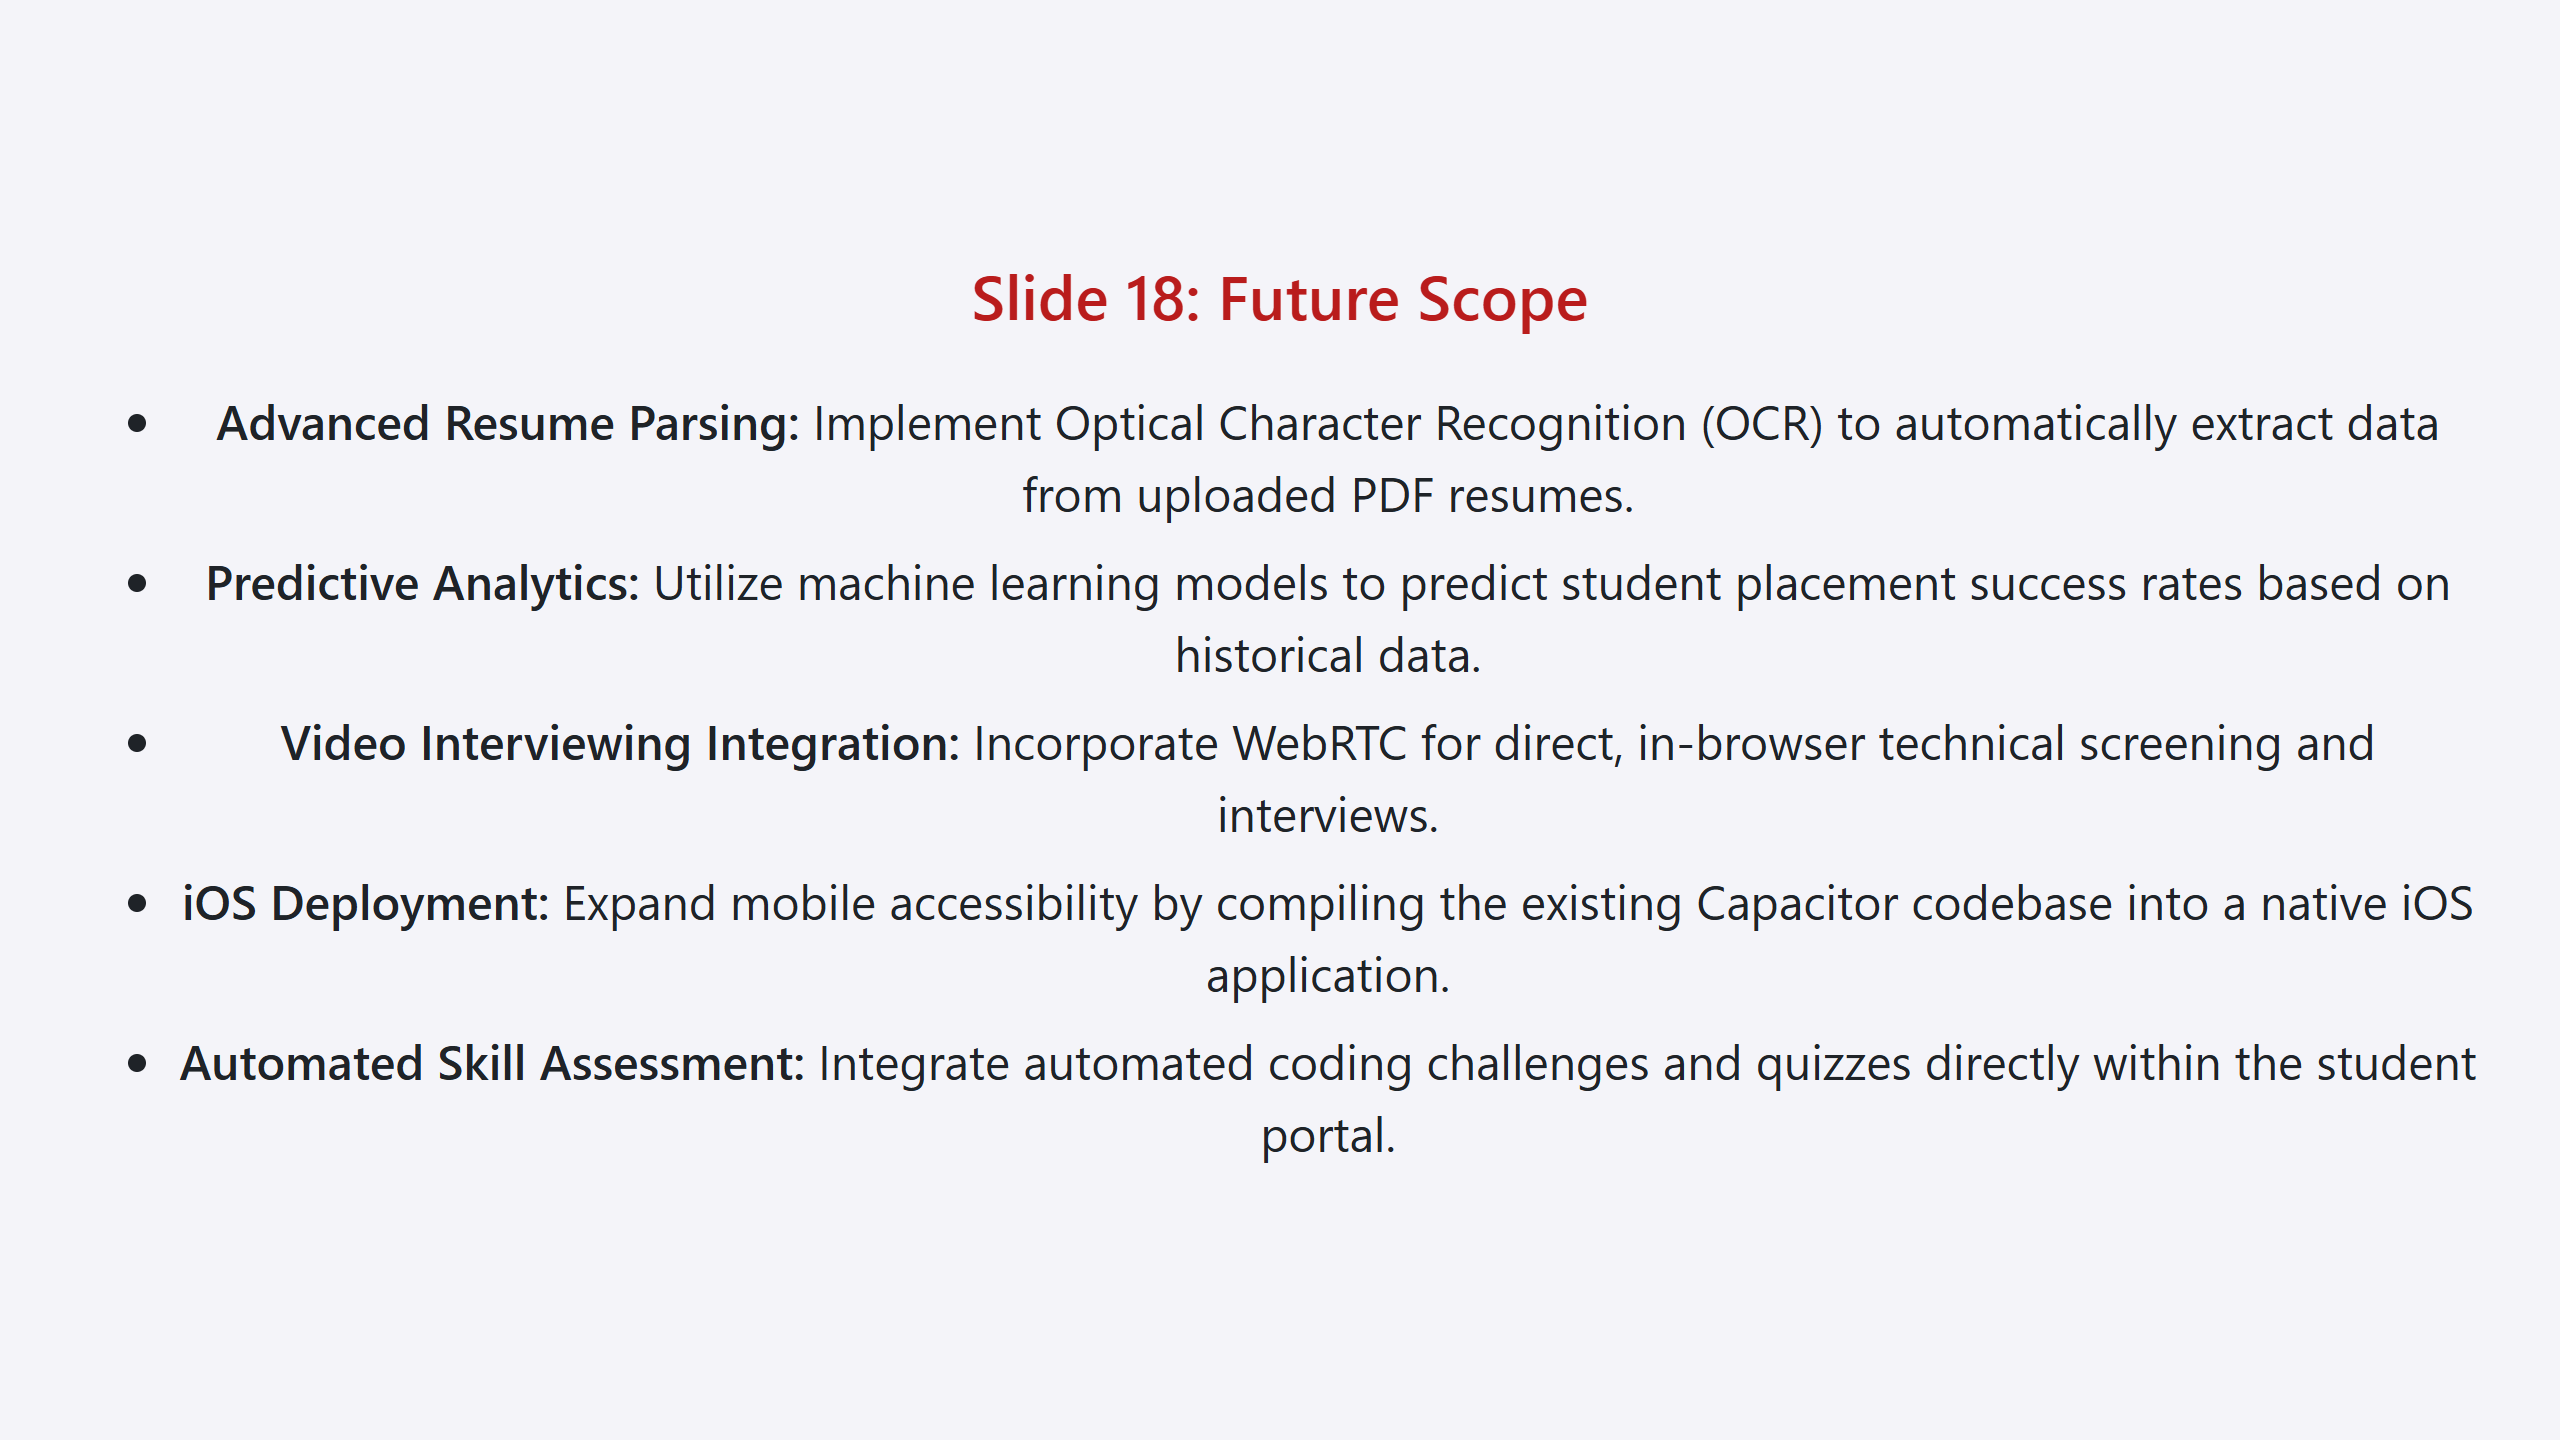 Slide 18: Future Scope
• Advanced Resume Parsing: Implement Optical Character Recognition (OCR) to automatically extract data
from uploaded PDF resumes.
• Predictive Analytics: Utilize machine learning models to predict student placement success rates based on
historical data.
• Video Interviewing Integration: Incorporate WebRTC for direct, in-browser technical screening and
interviews.
• iOS Deployment: Expand mobile accessibility by compiling the existing Capacitor codebase into a native iOS
application.
• Automated Skill Assessment: Integrate automated coding challenges and quizzes directly within the student
portal.